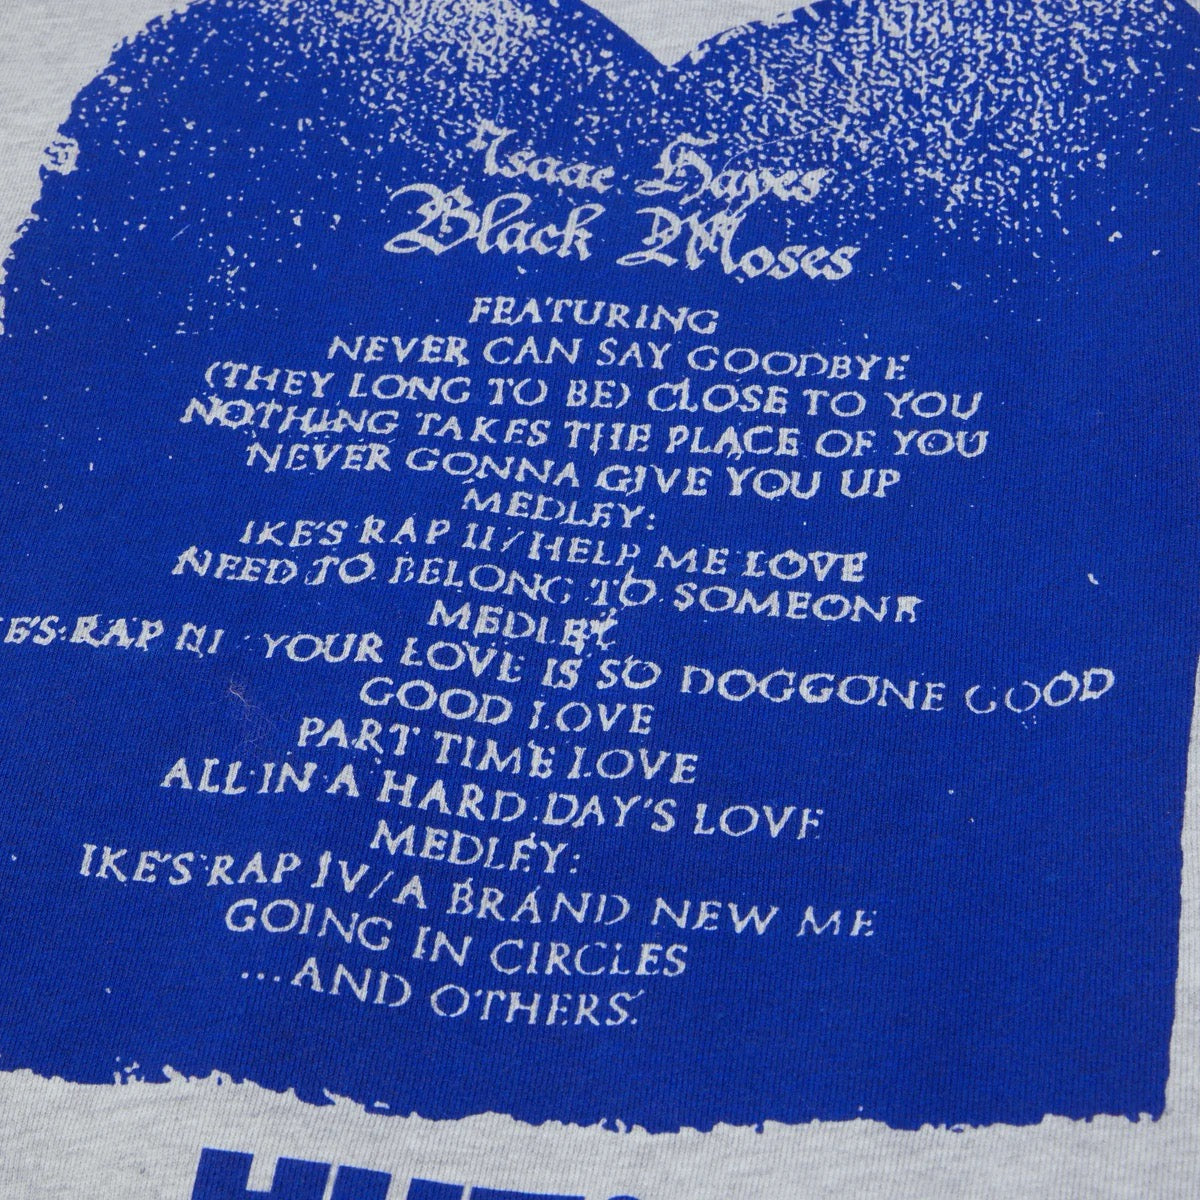 Isaac Hayes
Black Moses
FEATURING
NEVER CAN SAY GOODBYE
(THEY LONG TO BE) CLOSE TO YOU
NOTHING TAKES THE PLACE OF YOU
NEVER GONNA GIVE YOU UP
MEDLEY:
IKE'S RAP II/HELP ME LOVE
NEED TO BELONG TO SOMEONE
MEDLEY
RAP III YOUR LOVE IS SO DOGGONE GOOD
GOOD LOVE
PART TIME LOVE
ALL IN A HARD DAY'S LOVE
MEDLEY:
IKE'S RAP IV/A BRAND NEW ME
GOING IN CIRCLES
...AND OTHERS.